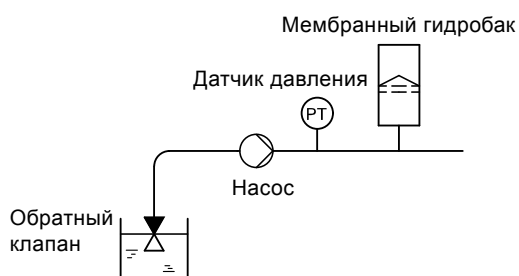 Мембранный гидробак
Датчик давления
PT
Насос
Обратный
клапан